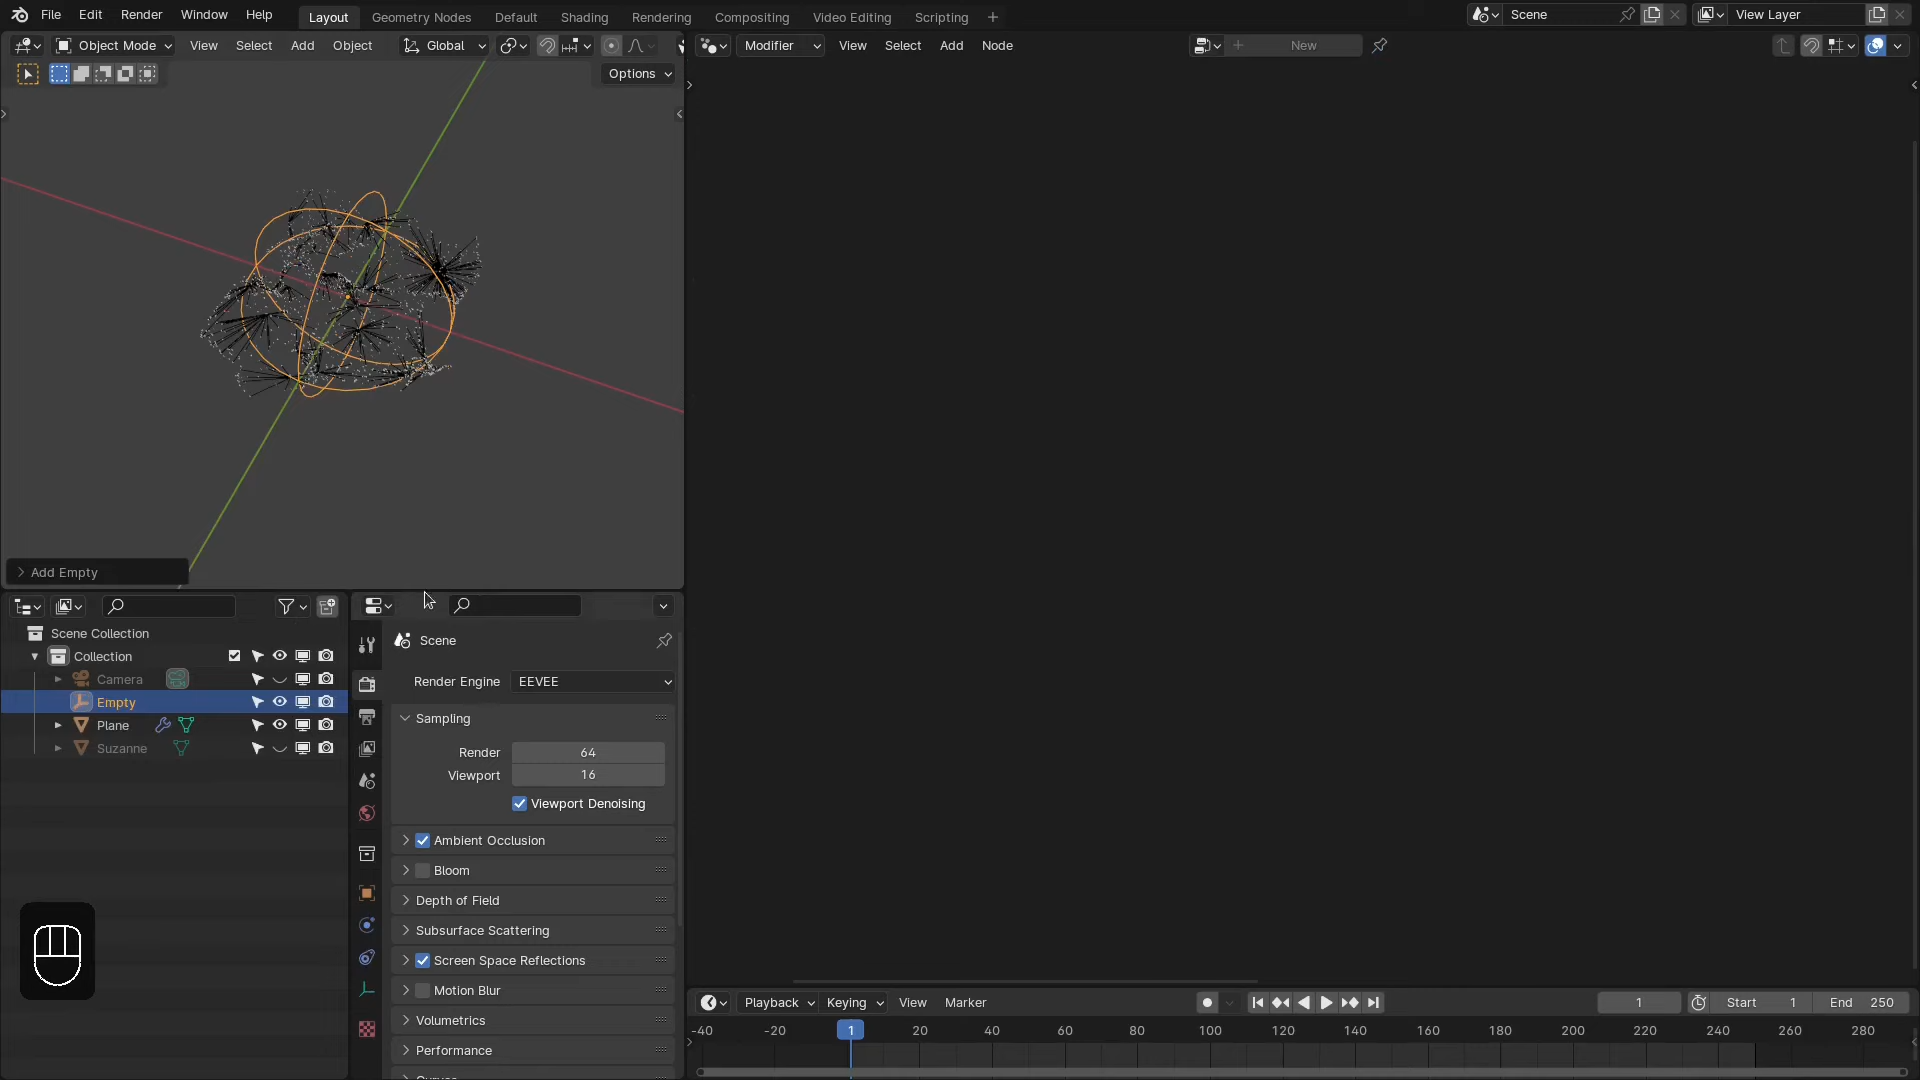 File Edit Render Window Help Layout Geometry Nodes Default Shading Rendering Compositing Video Editing Scripting + Scene View Layer
Object Mode View Select Add Object Global Modifier View Select Add Node New
Options
Add Empty
Scene Collection
Collection
Camera
Empty
Plane
Suzanne
Scene
Render Engine EEVEE
Sampling
Render 64
Viewport 16
Viewport Denoising
Ambient Occlusion
Bloom
Depth of Field
Subsurface Scattering
Screen Space Reflections
Motion Blur
Volumetrics
Performance
Playback Keying View Marker 1 Start 1 End 250
-40 -20 1 20 40 60 80 100 120 140 160 180 200 220 240 260 280